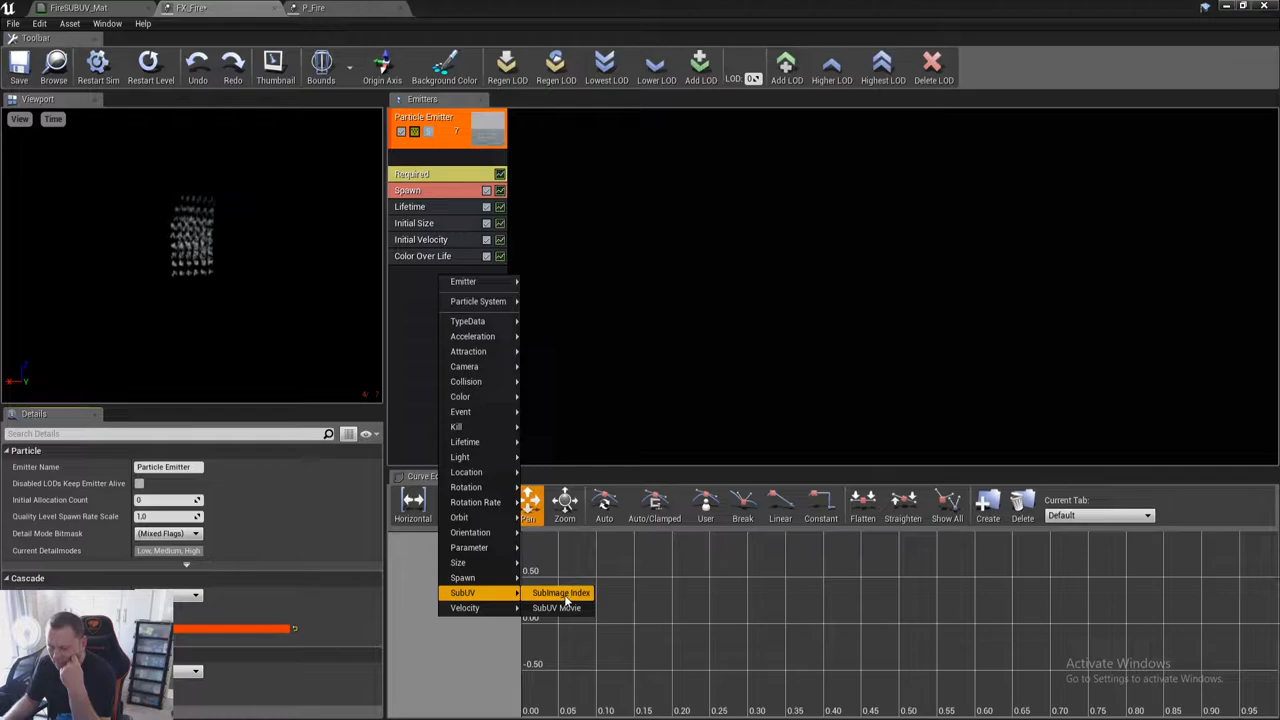 FireSUBUV_Mat
FX_Fire*
P_Fire
File Edit Asset Window Help
Toolbar
Save Browse Restart Sim Restart Level Undo Redo Thumbnail Bounds Origin Axis Background Color Regen LOD Regen LOD Lowest LOD Lower LOD Add LOD LOD: 0 Add LOD Higher LOD Highest LOD Delete LOD
Viewport
View Time
Emitters
Particle Emitter
7
Required
Spawn
Lifetime
Initial Size
Initial Velocity
Color Over Life
Emitter
Particle System
TypeData
Acceleration
Attraction
Camera
Collision
Color
Event
Kill
Lifetime
Light
Location
Rotation
Rotation Rate
Orbit
Orientation
Parameter
Size
Spawn
SubUV
SubImage Index
Velocity
SubUV Movie
Z
Y
7
Details
Search Details
Particle
Emitter Name Particle Emitter
Disabled LODs Keep Emitter Alive
Initial Allocation Count 0
Quality Level Spawn Rate Scale 1,0
Detail Mode Bitmask (Mixed Flags)
Current Detailmodes Low, Medium, High
Cascade
Curve Ed
Horizontal Pan Zoom Auto Auto/Clamped User Break Linear Constant Flatten Straighten Show All Create Delete
Current Tab:
Default
0.50
0.00
-0.50
0.00 0.05 0.10 0.15 0.20 0.25 0.30 0.35 0.40 0.45 0.50 0.55 0.60 0.65 0.70 0.75 0.80 0.85 0.90 0.95
Activate Windows
Go to Settings to activate Windows.